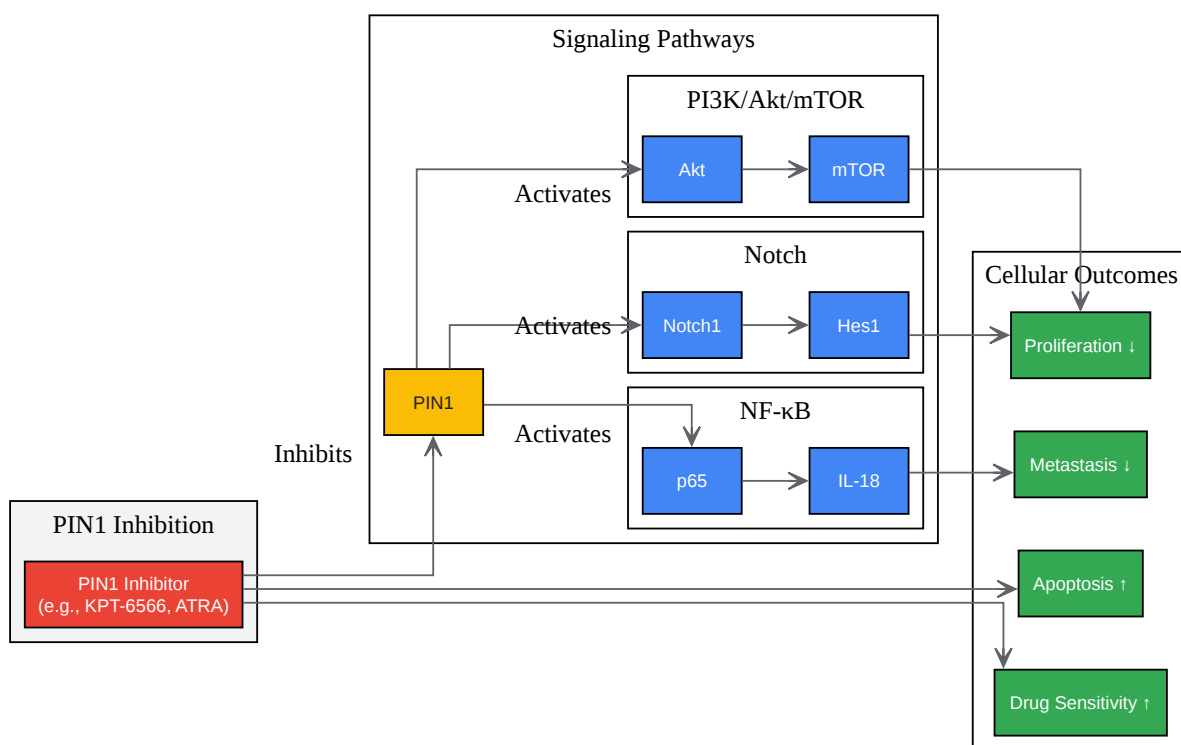 Signaling Pathways
PI3K/Akt/mTOR
Akt
mTOR
Activates
Notch
Notch1
Hes1
Activates
Cellular Outcomes
Proliferation ↓
PIN1
NF-κB
Activates
p65
IL-18
Metastasis ↓
Inhibits
PIN1 Inhibition
PIN1 Inhibitor
(e.g., KPT-6566, ATRA)
Apoptosis ↑
Drug Sensitivity ↑